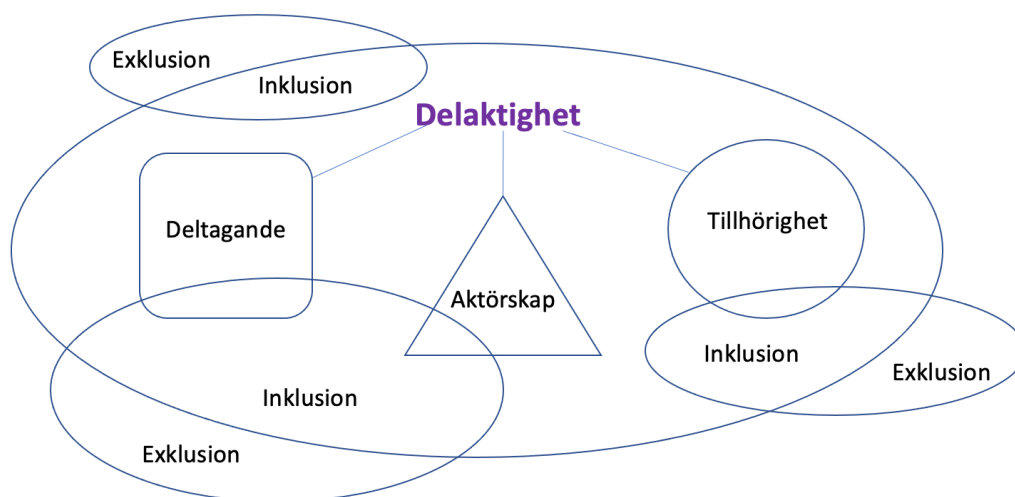 Exklusion
Inklusion
Delaktighet
Deltagande
Tillhörighet
Aktörskap
Inklusion
Exklusion
Inklusion
Exklusion